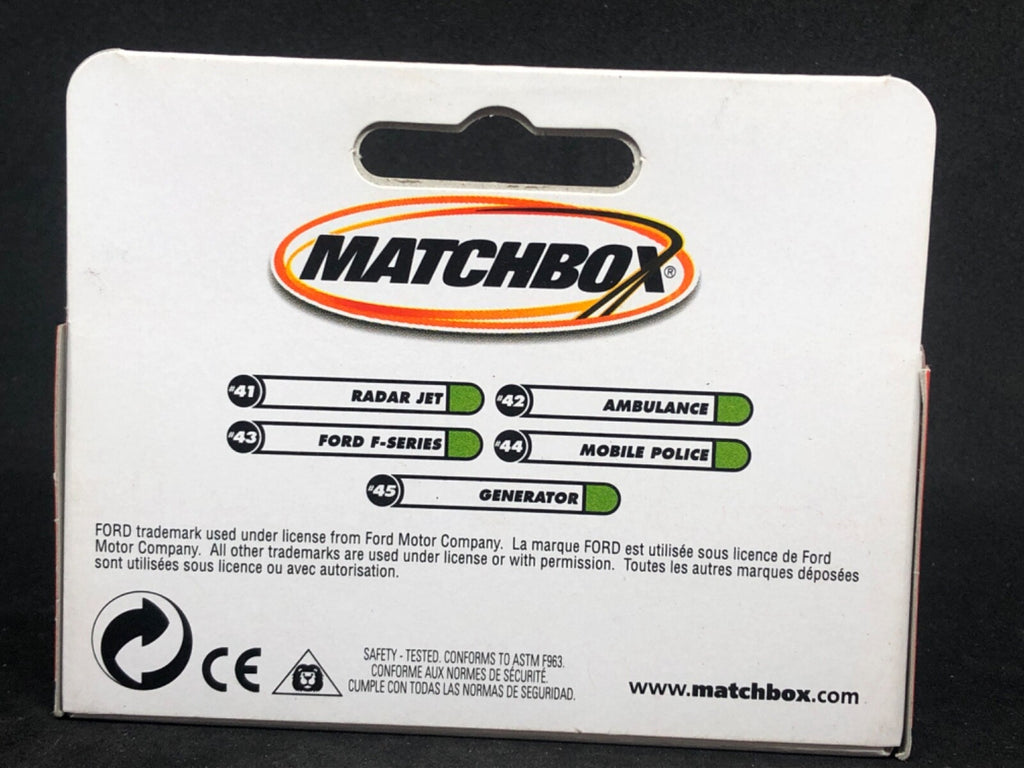 MATCHBOX®
#41 RADAR JET
#42 AMBULANCE
#43 FORD F-SERIES
#44 MOBILE POLICE
#45 GENERATOR
FORD trademark used under license from Ford Motor Company. La marque FORD est utilisée sous licence de Ford
Motor Company. All other trademarks are used under license or with permission. Toutes les autres marques déposées
sont utilisées sous licence ou avec autorisation.
CE
SAFETY - TESTED. CONFORMS TO ASTM F963.
CONFORME AUX NORMES DE SÉCURITÉ.
CUMPLE CON TODAS LAS NORMAS DE SEGURIDAD.
www.matchbox.com